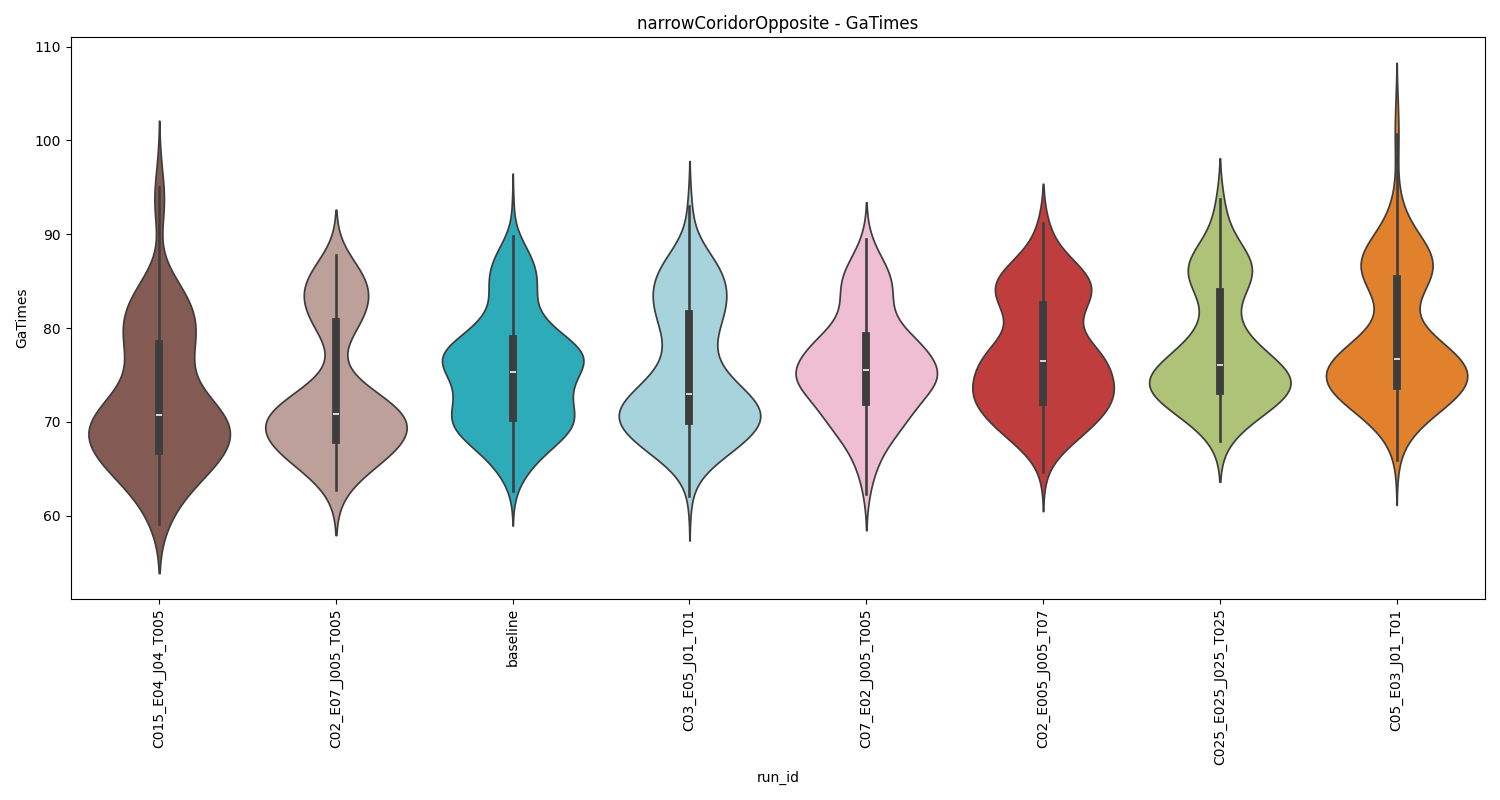 narrowCoridorOpposite - GaTimes
GaTimes
110
100
90
80
70
60
C015_E04_J04_T005
C02_E07_J005_T005
baseline
C03_E05_J01_T01
C07_E02_J005_T005
C02_E005_J005_T07
C025_E025_J025_T025
C05_E03_J01_T01
run_id